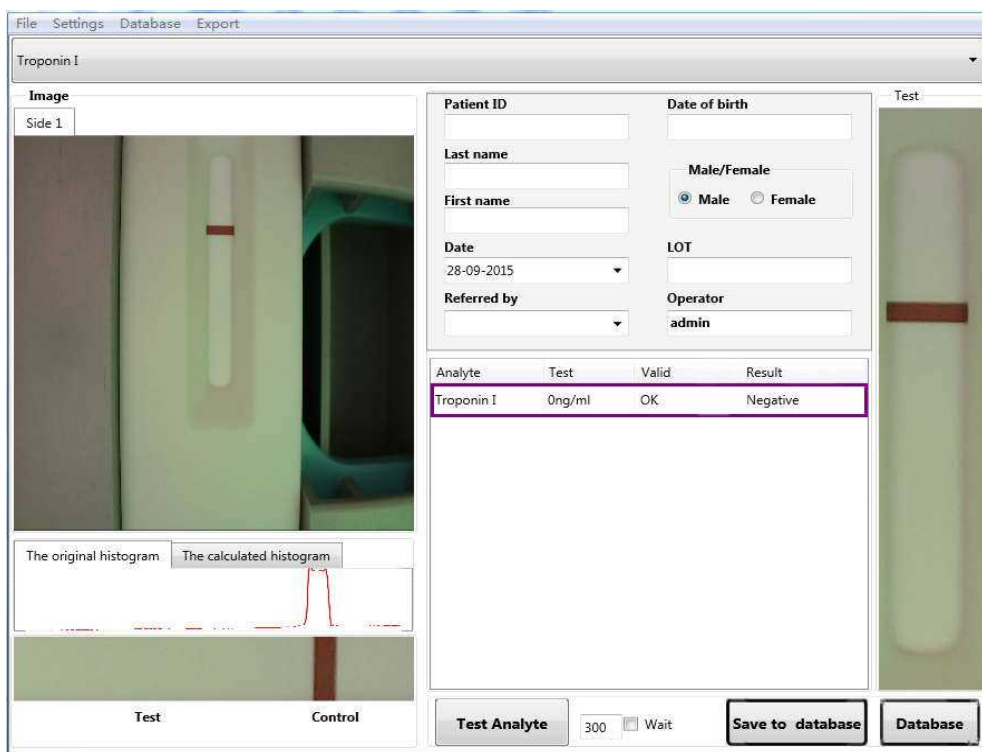 File Settings Database Export
Troponin I
Image
Side 1
Patient ID
Date of birth
Last name
Male/Female
Male Female
First name
Date
LOT
28-09-2015
Referred by
Operator
admin
Test
Analyte Test Valid Result
Troponin I 0ng/ml OK Negative
The original histogram The calculated histogram
Test Control
Test Analyte 300 Wait Save to database Database